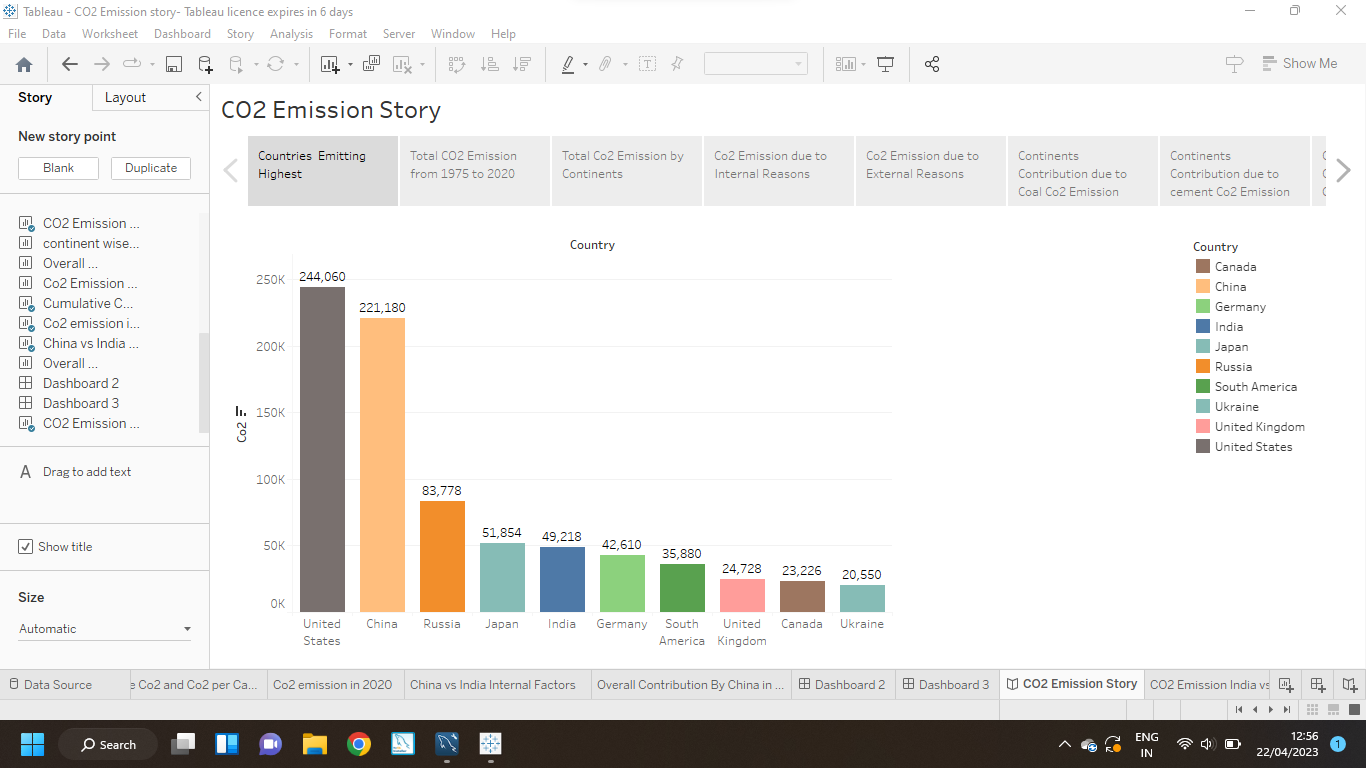 Tableau - CO2 Emission story- Tableau licence expires in 6 days
File Data Worksheet Dashboard Story Analysis Format Server Window Help
Show Me
Story Layout
New story point
Blank Duplicate
CO2 Emission ...
continent wise...
Overall ...
Co2 Emission ...
Cumulative C...
Co2 emission i...
China vs India ...
Overall ...
Dashboard 2
Dashboard 3
CO2 Emission ...
A Drag to add text
Show title
Size
Automatic
CO2 Emission Story
Countries Emitting
Highest
Total CO2 Emission
from 1975 to 2020
Total Co2 Emission by
Continents
Co2 Emission due to
Internal Reasons
Co2 Emission due to
External Reasons
Continents
Contribution due to
Coal Co2 Emission
Continents
Contribution due to
cement Co2 Emission
Country
250K
200K
150K
100K
50K
0K
Co2
244,060
221,180
83,778
51,854
49,218
42,610
35,880
24,728
23,226
20,550
United
States
China
Russia
Japan
India
Germany
South
America
United
Kingdom
Canada
Ukraine
Country
Canada
China
Germany
India
Japan
Russia
South America
Ukraine
United Kingdom
United States
Data Source e Co2 and Co2 per Ca... Co2 emission in 2020 China vs India Internal Factors Overall Contribution By China in ... Dashboard 2 Dashboard 3 CO2 Emission Story CO2 Emission India vs
Search
ENG
IN
12:56
22/04/2023
1